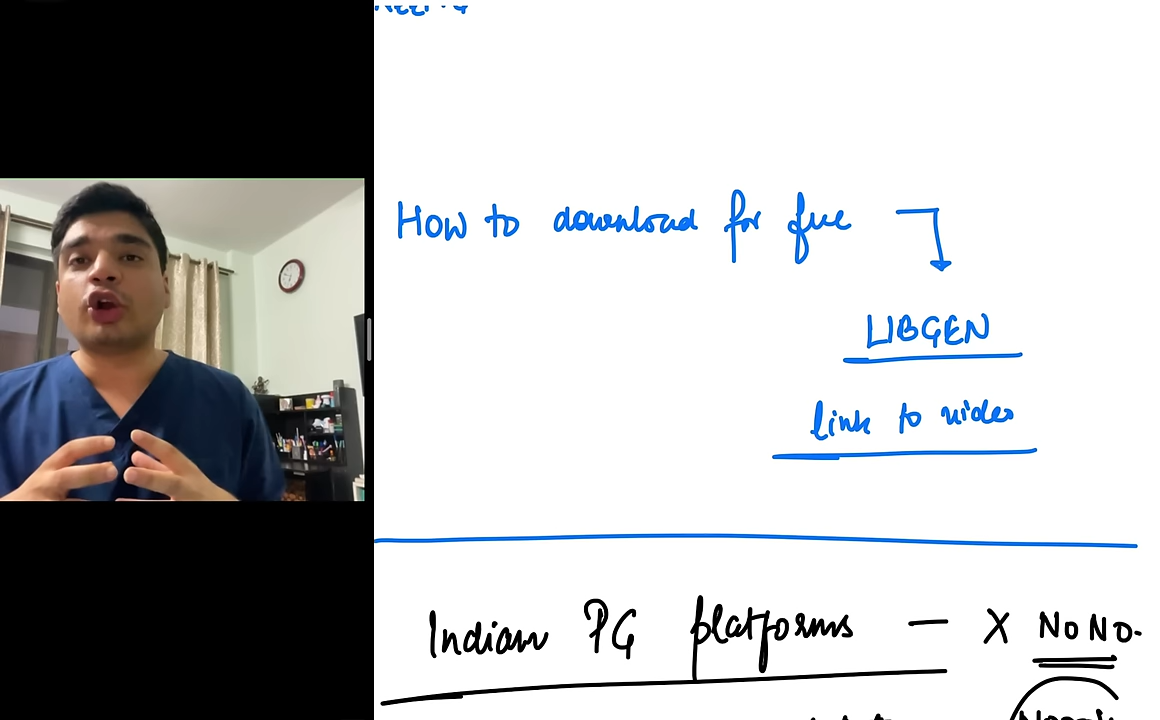 How to download for free
LIBGEN
link to video
Indian PG platforms — X NO NO.